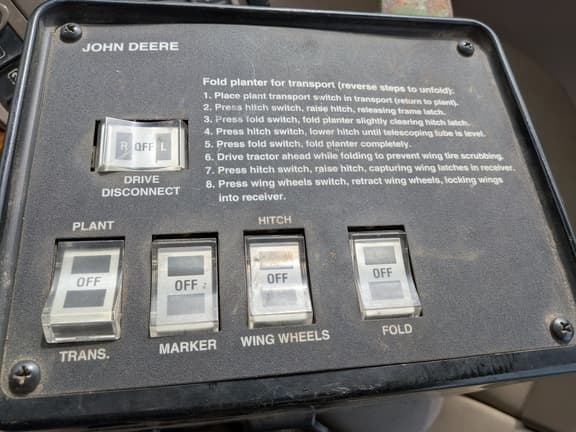 JOHN DEERE
Fold planter for transport (reverse steps to unfold):
1. Place plant transport switch in transport (return to plant).
2. Press hitch switch, raise hitch, releasing frame latch.
3. Press fold switch, fold planter slightly clearing hitch latch.
4. Press hitch switch, lower hitch until telescoping tube is level.
5. Press fold switch, fold planter completely.
6. Drive tractor ahead while folding to prevent wing tire scrubbing.
7. Press hitch switch, raise hitch, capturing wing latches in receiver.
8. Press wing wheels switch, retract wing wheels, locking wings
into receiver.
R OFF L
DRIVE
DISCONNECT
PLANT
HITCH
OFF
OFF
OFF
OFF
TRANS.
MARKER
WING WHEELS
FOLD